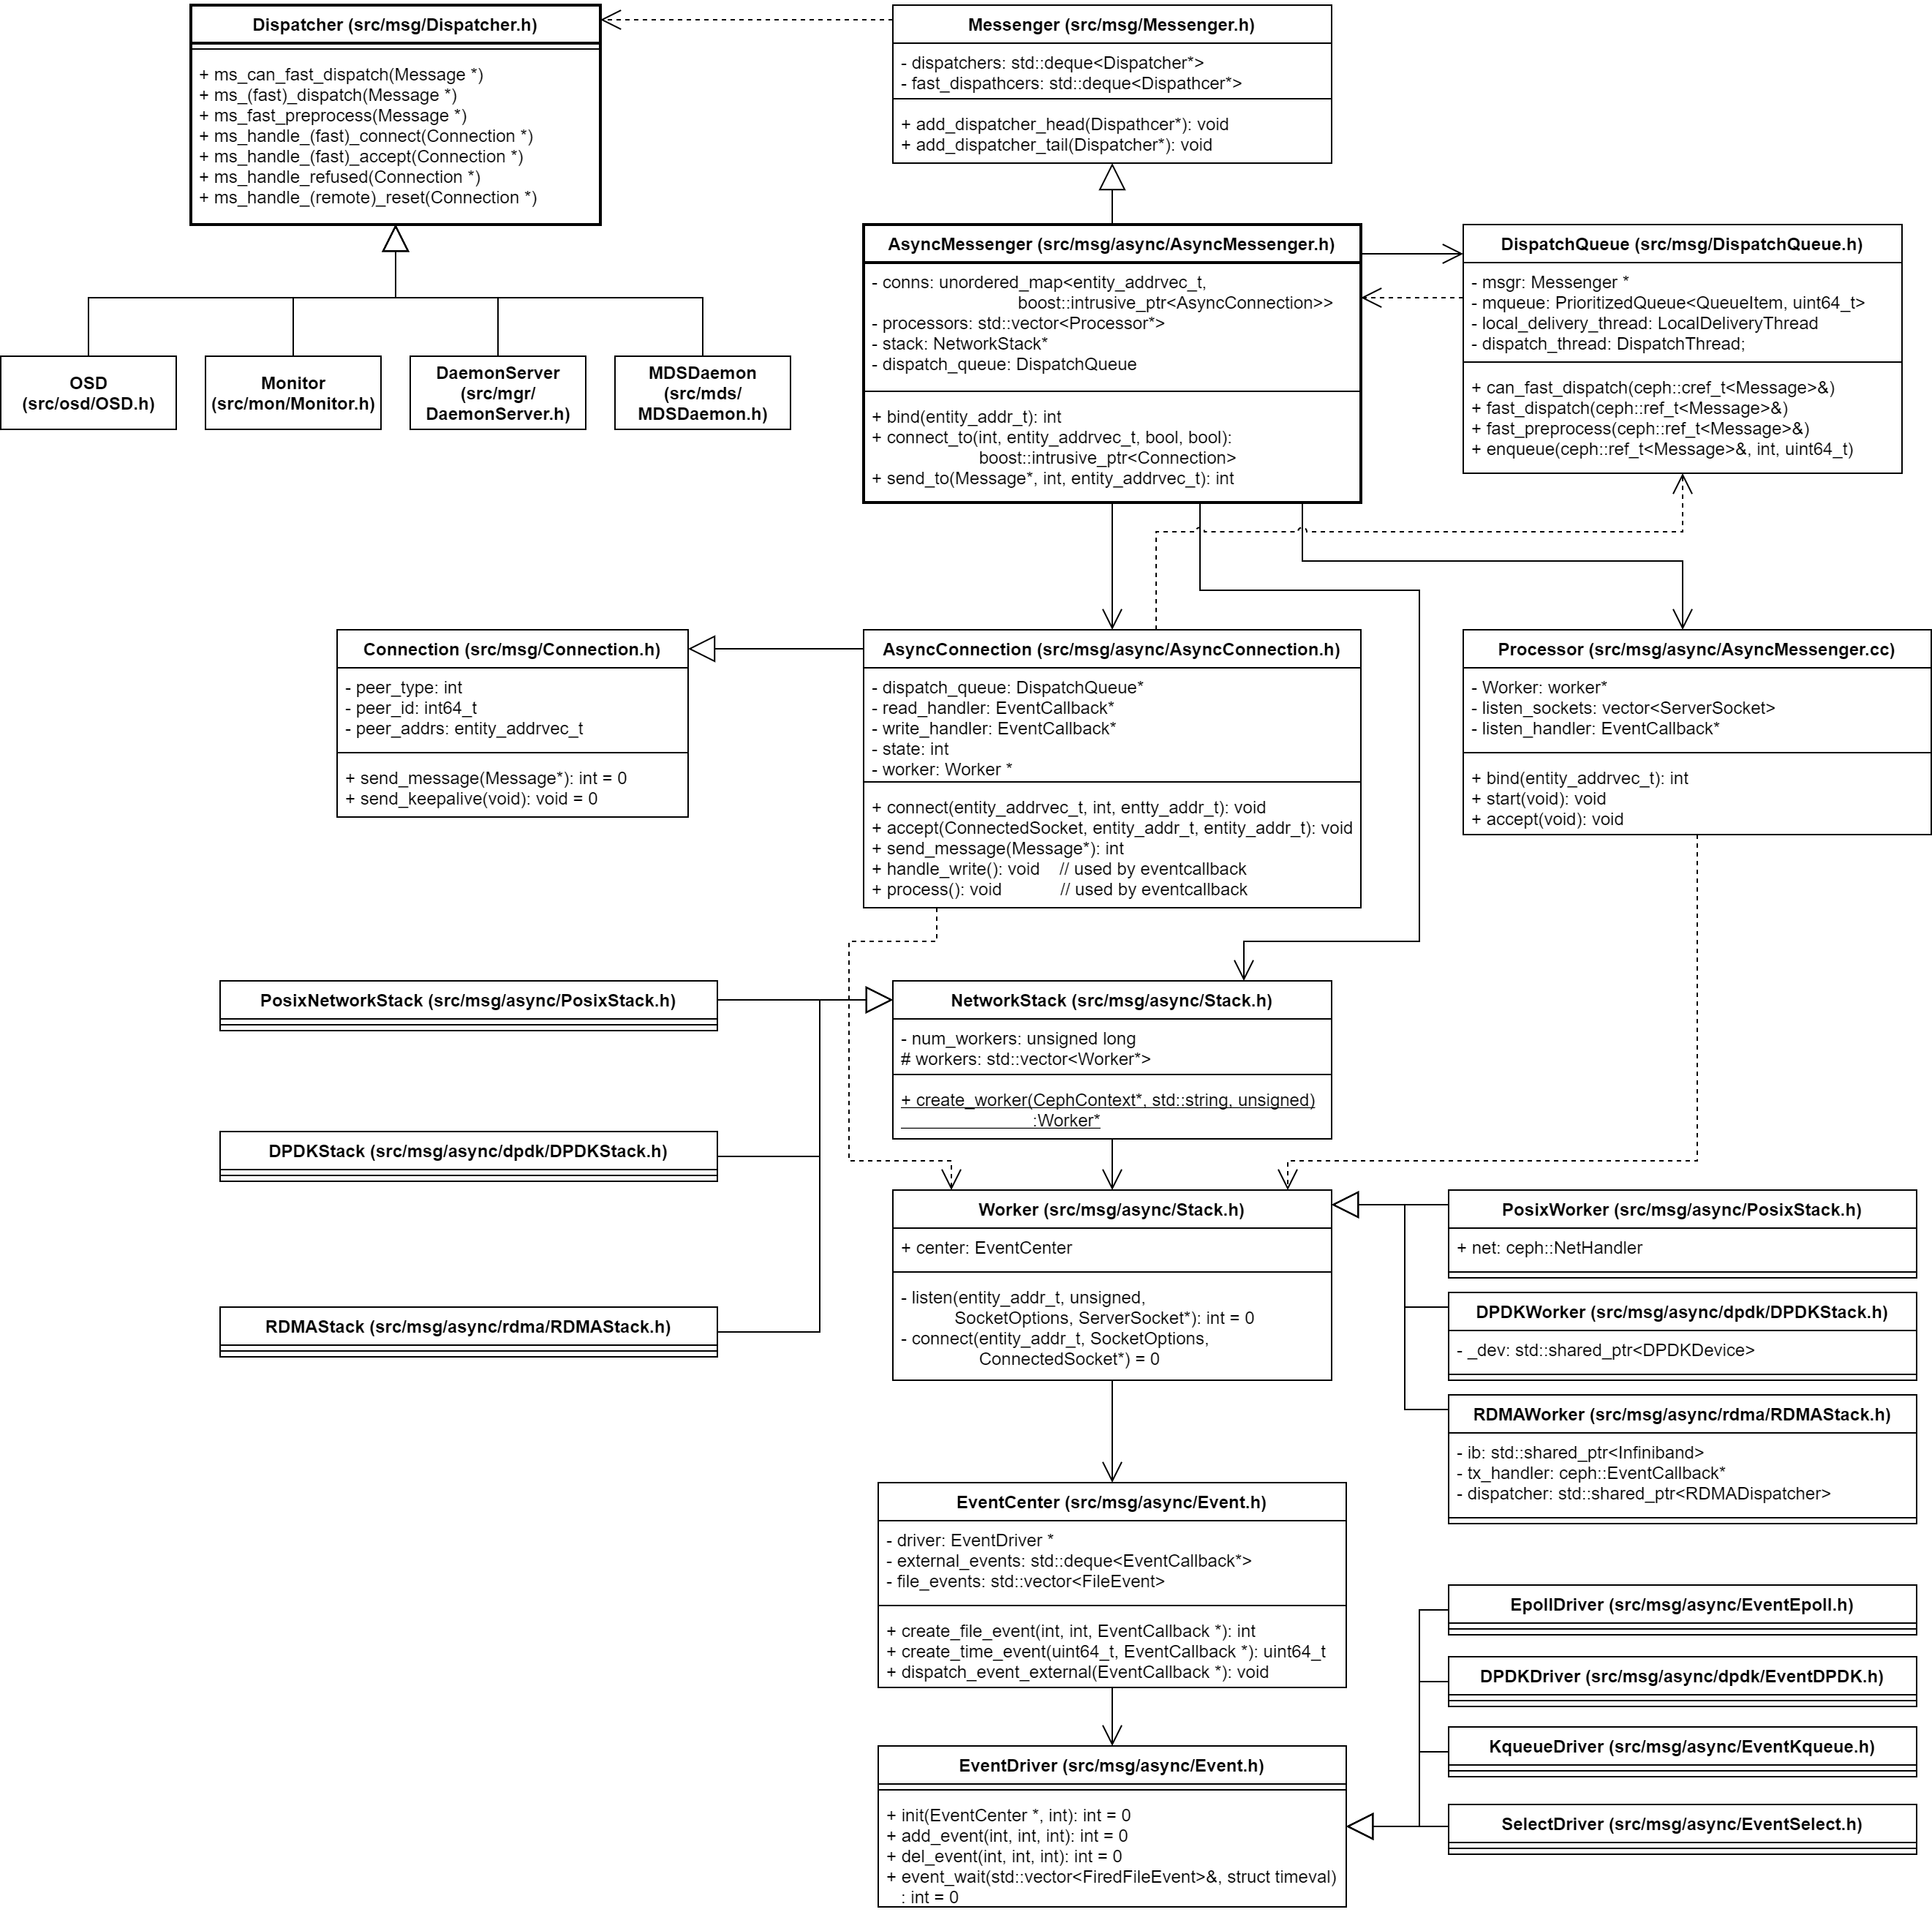 Dispatcher (src/msg/Dispatcher.h)
+ ms_can_fast_dispatch(Message *)
+ ms_(fast)_dispatch(Message *)
+ ms_fast_preprocess(Message *)
+ ms_handle_(fast)_connect(Connection *)
+ ms_handle_(fast)_accept(Connection *)
+ ms_handle_refused(Connection *)
+ ms_handle_(remote)_reset(Connection *)
Messenger (src/msg/Messenger.h)
- dispatchers: std::deque<Dispatcher*>
- fast_dispathcers: std::deque<Dispathcer*>
+ add_dispatcher_head(Dispathcer*): void
+ add_dispatcher_tail(Dispatcher*): void
OSD
(src/osd/OSD.h)
Monitor
(src/mon/Monitor.h)
DaemonServer
(src/mgr/
DaemonServer.h)
MDSDaemon
(src/mds/
MDSDaemon.h)
AsyncMessenger (src/msg/async/AsyncMessenger.h)
- conns: unordered_map<entity_addrvec_t,
boost::intrusive_ptr<AsyncConnection>>
- processors: std::vector<Processor*>
- stack: NetworkStack*
- dispatch_queue: DispatchQueue
+ bind(entity_addr_t): int
+ connect_to(int, entity_addrvec_t, bool, bool):
boost::intrusive_ptr<Connection>
+ send_to(Message*, int, entity_addrvec_t): int
DispatchQueue (src/msg/DispatchQueue.h)
- msgr: Messenger *
- mqueue: PrioritizedQueue<QueueItem, uint64_t>
- local_delivery_thread: LocalDeliveryThread
- dispatch_thread: DispatchThread;
+ can_fast_dispatch(ceph::cref_t<Message>&)
+ fast_dispatch(ceph::ref_t<Message>&)
+ fast_preprocess(ceph::ref_t<Message>&)
+ enqueue(ceph::ref_t<Message>&, int, uint64_t)
Connection (src/msg/Connection.h)
- peer_type: int
- peer_id: int64_t
- peer_addrs: entity_addrvec_t
+ send_message(Message*): int = 0
+ send_keepalive(void): void = 0
AsyncConnection (src/msg/async/AsyncConnection.h)
- dispatch_queue: DispatchQueue*
- read_handler: EventCallback*
- write_handler: EventCallback*
- state: int
- worker: Worker *
+ connect(entity_addrvec_t, int, entty_addr_t): void
+ accept(ConnectedSocket, entity_addr_t, entity_addr_t): void
+ send_message(Message*): int
+ handle_write(): void // used by eventcallback
+ process(): void // used by eventcallback
Processor (src/msg/async/AsyncMessenger.cc)
- Worker: worker*
- listen_sockets: vector<ServerSocket>
- listen_handler: EventCallback*
+ bind(entity_addrvec_t): int
+ start(void): void
+ accept(void): void
PosixNetworkStack (src/msg/async/PosixStack.h)
DPDKStack (src/msg/async/dpdk/DPDKStack.h)
RDMAStack (src/msg/async/rdma/RDMAStack.h)
NetworkStack (src/msg/async/Stack.h)
- num_workers: unsigned long
# workers: std::vector<Worker*>
+ create_worker(CephContext*, std::string, unsigned)
:Worker*
Worker (src/msg/async/Stack.h)
+ center: EventCenter
- listen(entity_addr_t, unsigned,
SocketOptions, ServerSocket*): int = 0
- connect(entity_addr_t, SocketOptions,
ConnectedSocket*) = 0
PosixWorker (src/msg/async/PosixStack.h)
+ net: ceph::NetHandler
DPDKWorker (src/msg/async/dpdk/DPDKStack.h)
- _dev: std::shared_ptr<DPDKDevice>
RDMAWorker (src/msg/async/rdma/RDMAStack.h)
- ib: std::shared_ptr<Infiniband>
- tx_handler: ceph::EventCallback*
- dispatcher: std::shared_ptr<RDMADispatcher>
EventCenter (src/msg/async/Event.h)
- driver: EventDriver *
- external_events: std::deque<EventCallback*>
- file_events: std::vector<FileEvent>
+ create_file_event(int, int, EventCallback *): int
+ create_time_event(uint64_t, EventCallback *): uint64_t
+ dispatch_event_external(EventCallback *): void
EventDriver (src/msg/async/Event.h)
+ init(EventCenter *, int): int = 0
+ add_event(int, int, int): int = 0
+ del_event(int, int, int): int = 0
+ event_wait(std::vector<FiredFileEvent>&, struct timeval)
: int = 0
EpollDriver (src/msg/async/EventEpoll.h)
DPDKDriver (src/msg/async/dpdk/EventDPDK.h)
KqueueDriver (src/msg/async/EventKqueue.h)
SelectDriver (src/msg/async/EventSelect.h)